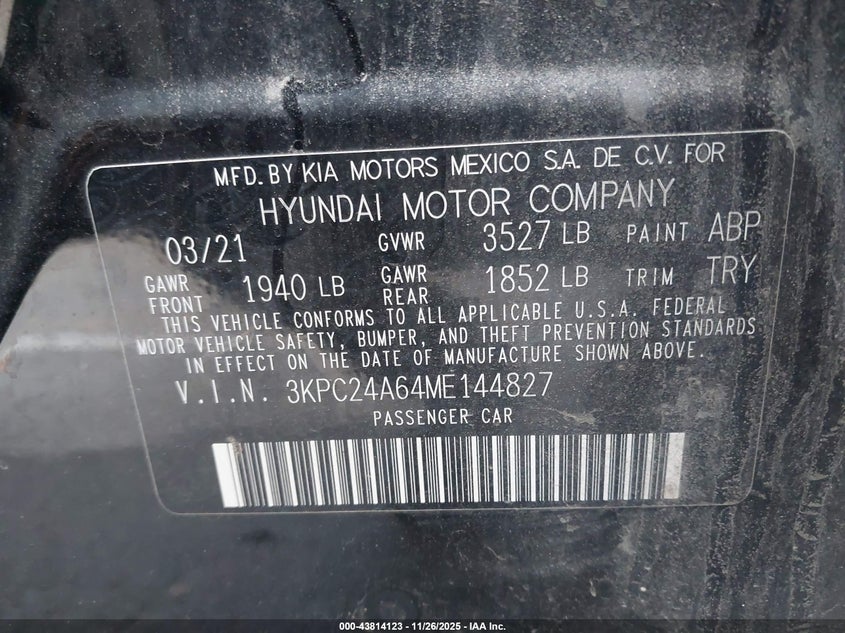 MFD. BY KIA MOTORS MEXICO S.A. DE C.V. FOR
HYUNDAI MOTOR COMPANY
03/21 GVWR 3527 LB PAINT ABP
GAWR FRONT 1940 LB GAWR REAR 1852 LB TRIM TRY
THIS VEHICLE CONFORMS TO ALL APPLICABLE U.S.A. FEDERAL
MOTOR VEHICLE SAFETY, BUMPER, AND THEFT PREVENTION STANDARDS
IN EFFECT ON THE DATE OF MANUFACTURE SHOWN ABOVE.
V.I.N. 3KPC24A64ME144827
PASSENGER CAR
000-43814123 - 11/26/2025 - IAA Inc.